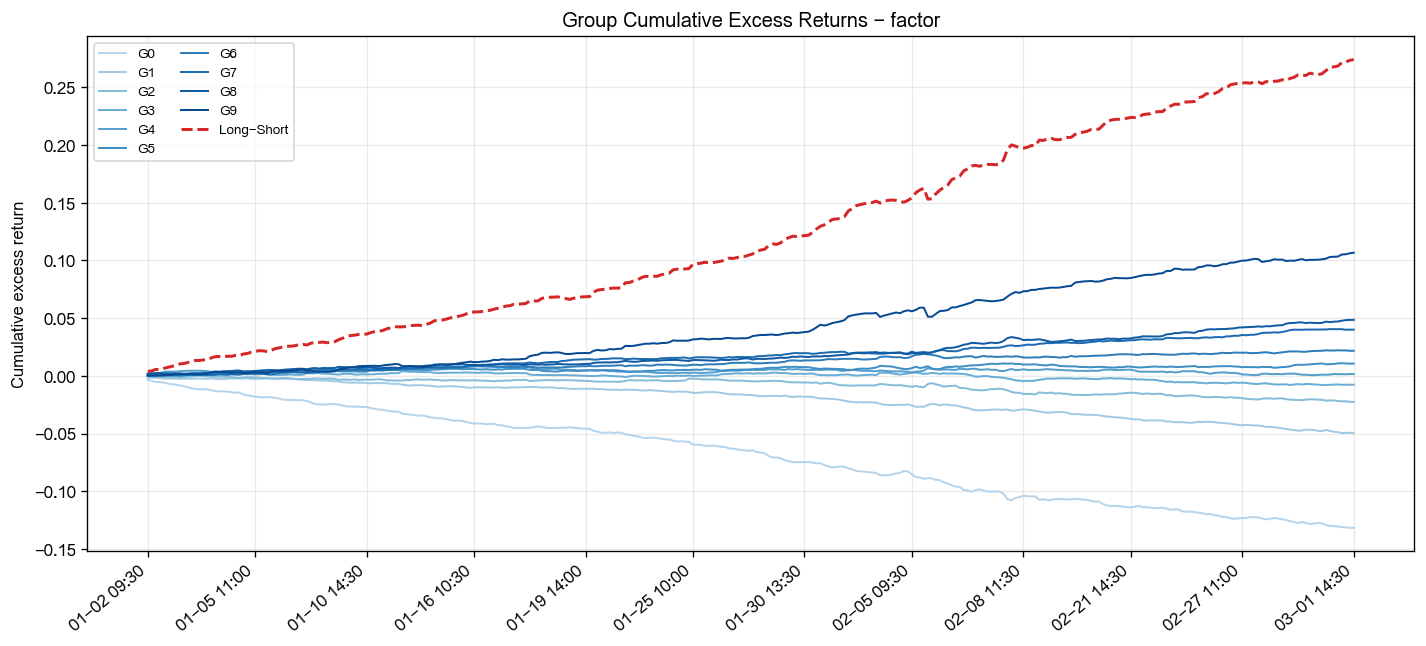 Group Cumulative Excess Returns − factor
G0
G1
G2
G3
G4
G5
G6
G7
G8
G9
Long−Short
Cumulative excess return
0.25
0.20
0.15
0.10
0.05
0.00
−0.05
−0.10
−0.15
01−02 09:30
01−05 11:00
01−10 14:30
01−16 10:30
01−19 14:00
01−25 10:00
01−30 13:30
02−05 09:30
02−08 11:30
02−21 14:30
02−27 11:00
03−01 14:30